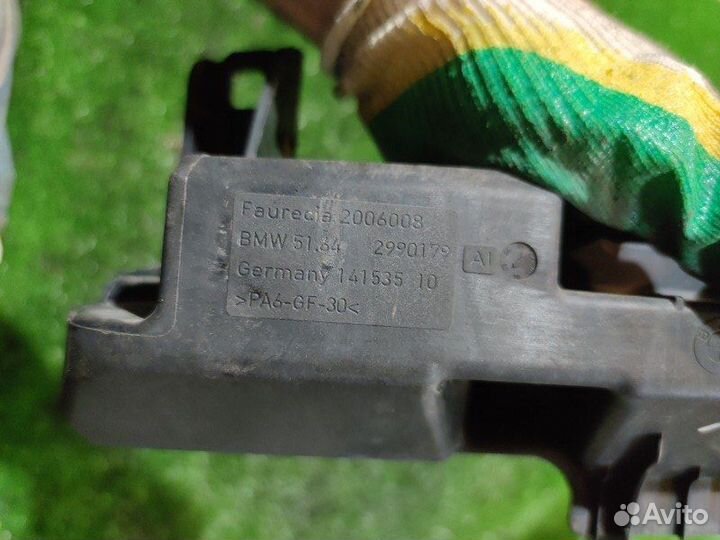 Faurecia 2006008
BMW 51.64 2990179 A1
Germany 141535 10
>PA6-GF-30<
Avito